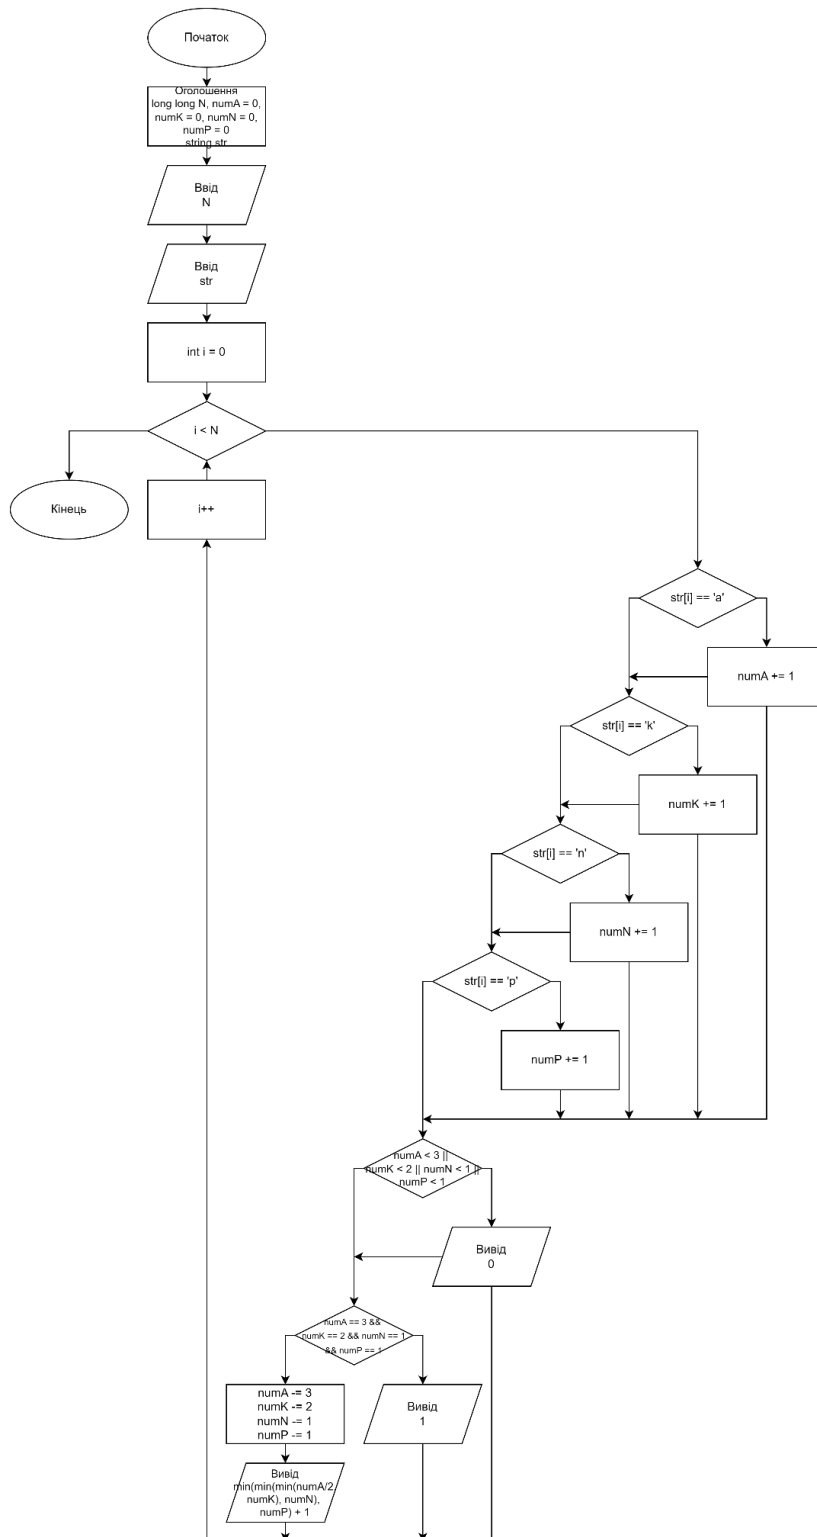 Початок
Оголошення
long long N, numA = 0,
numK = 0, numN = 0,
numP = 0
string str
Ввід
N
Ввід
str
int i = 0
i < N
Кінець
i++
str[i] == 'a'
numA += 1
str[i] == 'k'
numK += 1
str[i] == 'n'
numN += 1
str[i] == 'p'
numP += 1
numA < 3 ||
numK < 2 || numN < 1 ||
numP < 1
Вивід
0
numA == 3 &&
numK == 2 && numN == 1
&& numP == 1
numA -= 3
numK -= 2
numN -= 1
numP -= 1
Вивід
1
Вивід
min(min(min(numA/2,
numK), numN),
numP) + 1